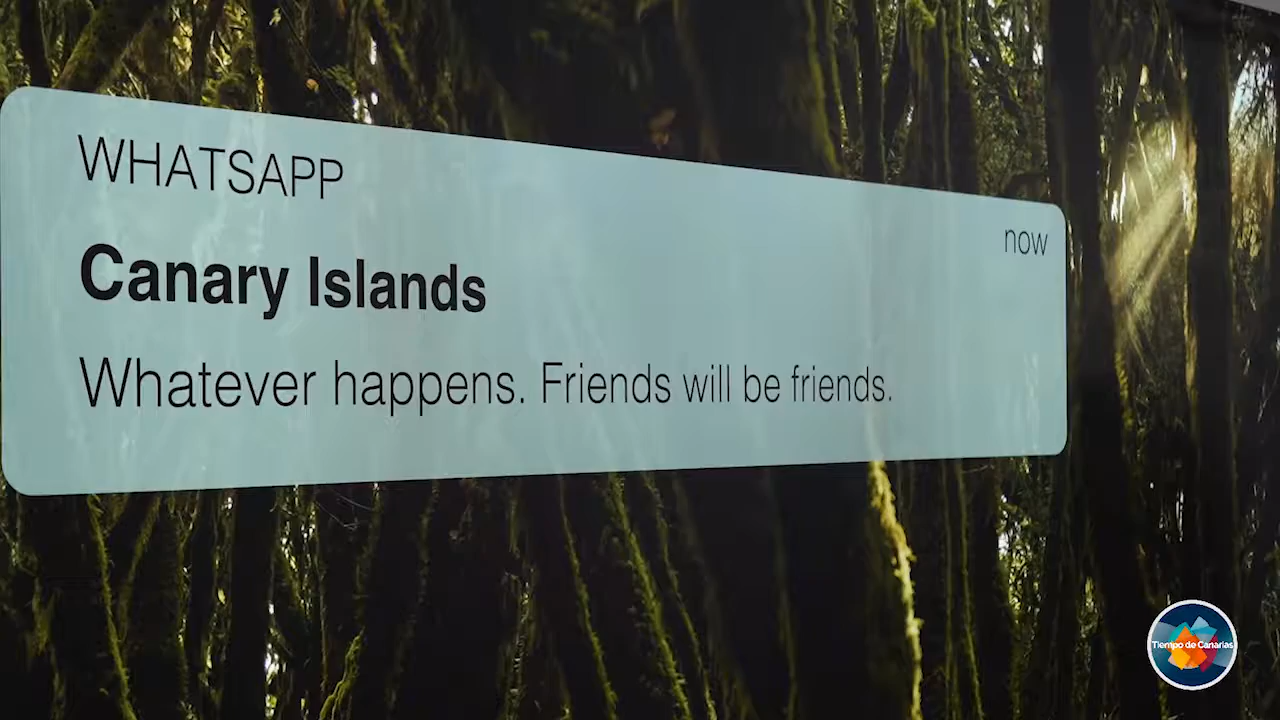 WHATSAPP
now
Canary Islands
Whatever happens. Friends will be friends.
Tiempo de Canarias